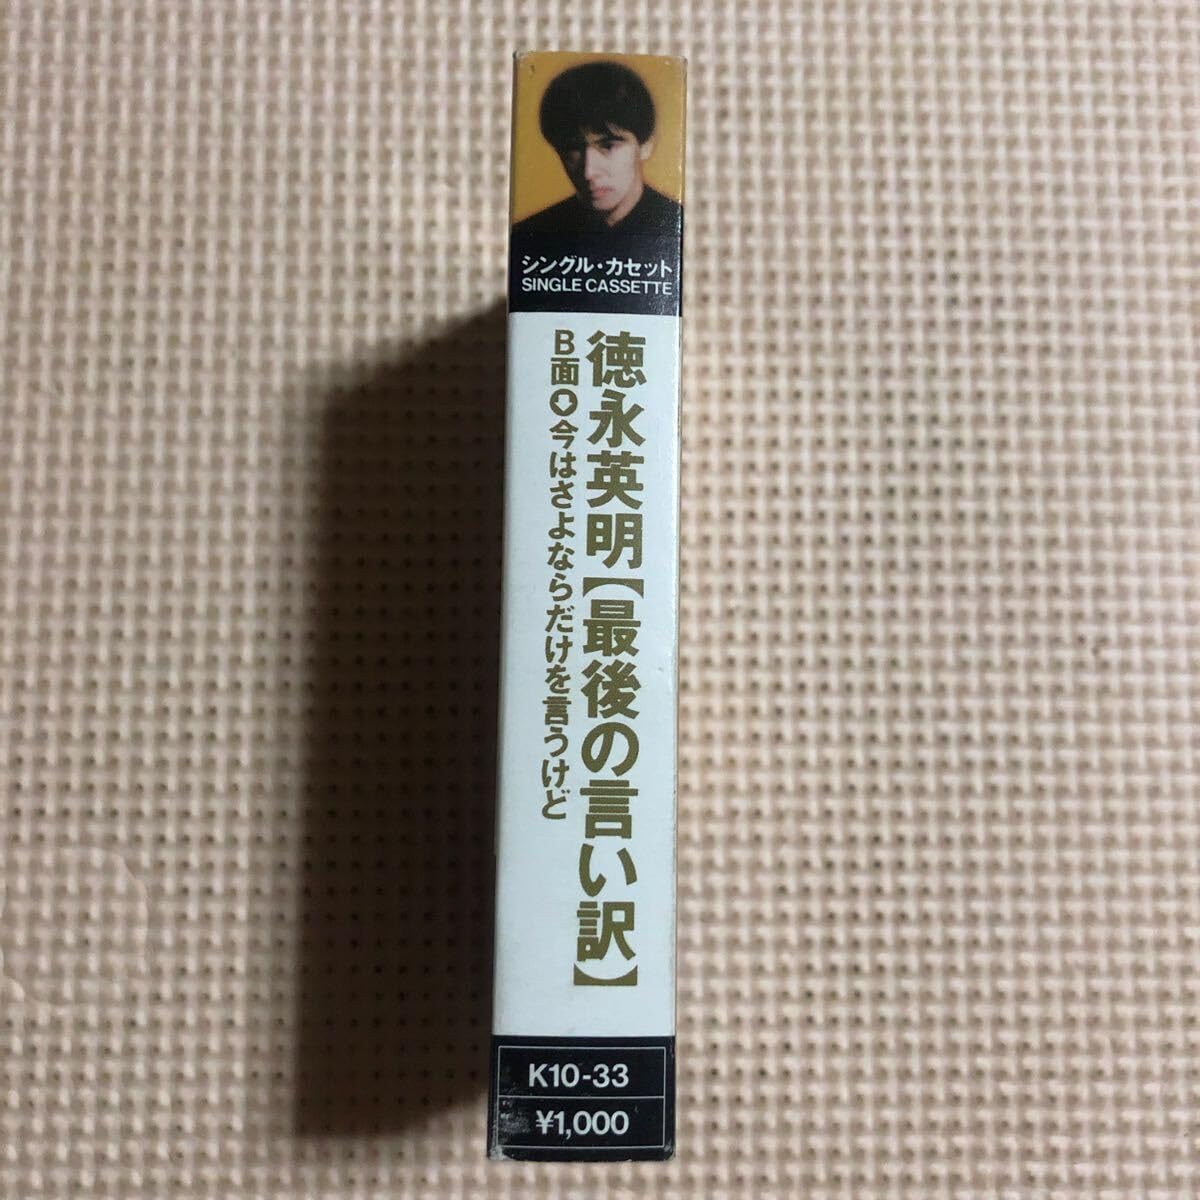 シングル・カセット
SINGLE CASSETTE
徳永英明【最後の言い訳】
B面 今はさよならだけを言うけど
K10-33
¥1,000